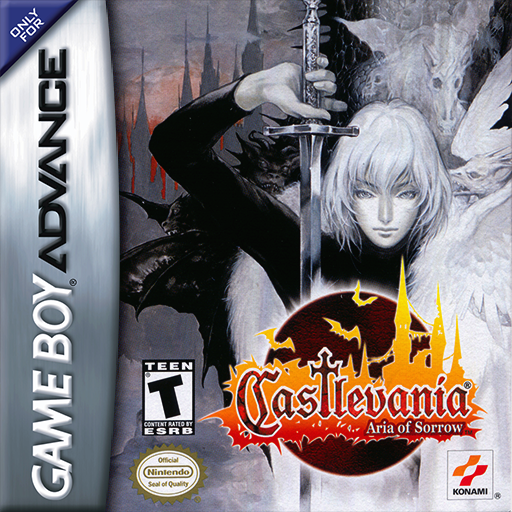 ONLY
FOR
GAME BOY ADVANCE
TEEN
T
CONTENT RATED BY
ESRB
Official
Nintendo
Seal of Quality
Castlevania®
Aria of Sorrow™
KONAMI®